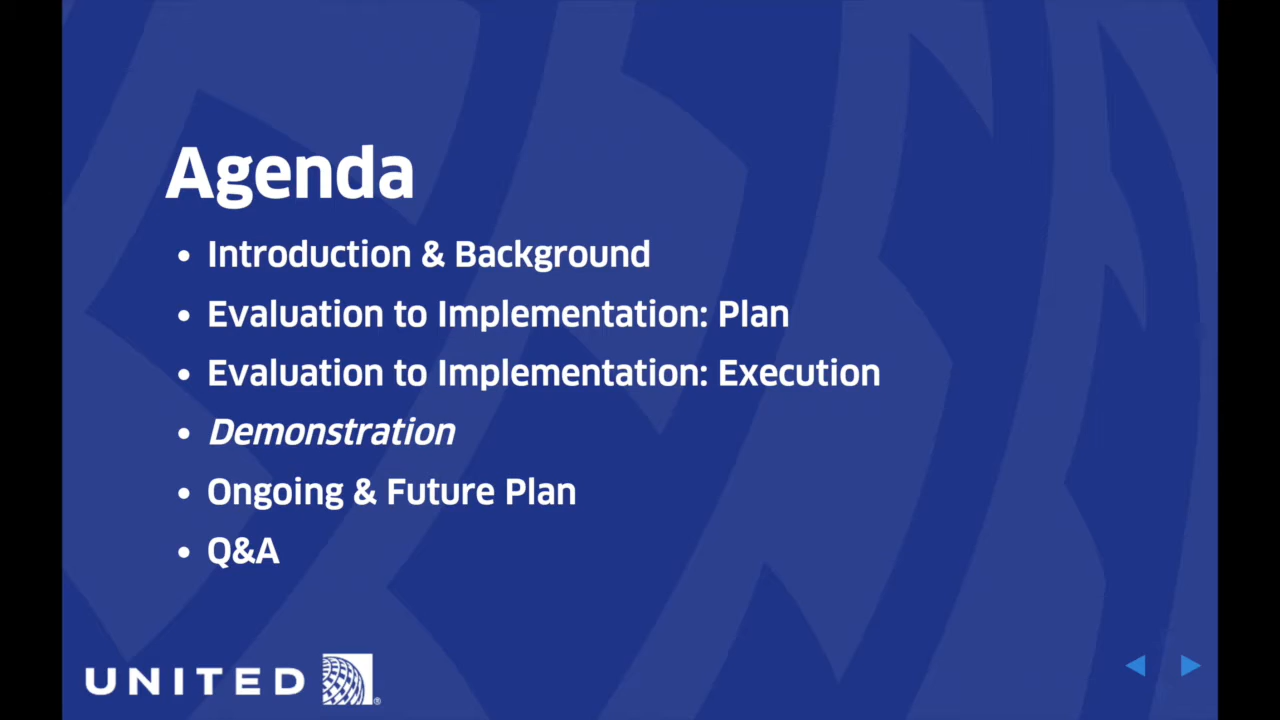 Agenda
• Introduction & Background
• Evaluation to Implementation: Plan
• Evaluation to Implementation: Execution
• Demonstration
• Ongoing & Future Plan
• Q&A
UNITED ®